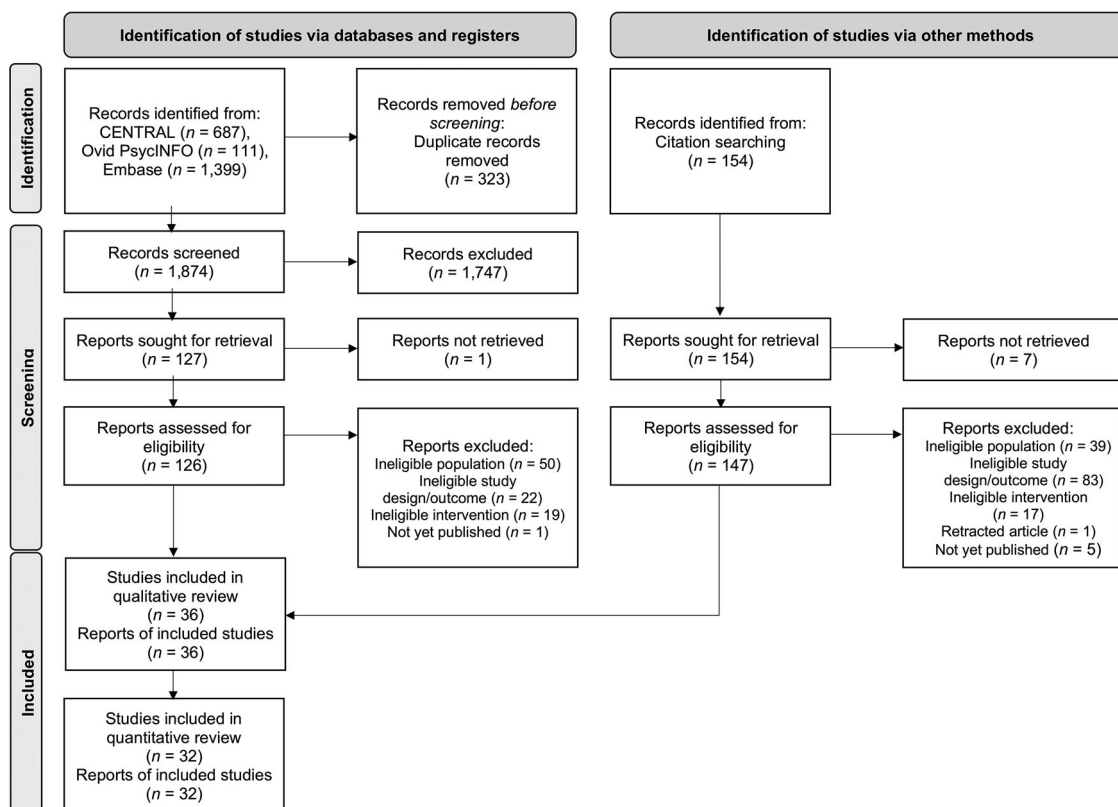 Identification of studies via databases and registers
Identification of studies via other methods
Identification
Records identified from:
CENTRAL (n = 687),
Ovid PsycINFO (n = 111),
Embase (n = 1,399)
Records removed before
screening:
Duplicate records
removed
(n = 323)
Records identified from:
Citation searching
(n = 154)
Screening
Records screened
(n = 1,874)
Records excluded
(n = 1,747)
Reports sought for retrieval
(n = 127)
Reports not retrieved
(n = 1)
Reports sought for retrieval
(n = 154)
Reports not retrieved
(n = 7)
Reports assessed for
eligibility
(n = 126)
Reports excluded:
Ineligible population (n = 50)
Ineligible study
design/outcome (n = 22)
Ineligible intervention (n = 19)
Not yet published (n = 1)
Reports assessed for
eligibility
(n = 147)
Reports excluded:
Ineligible population (n = 39)
Ineligible study
design/outcome (n = 83)
Ineligible intervention
(n = 17)
Retracted article (n = 1)
Not yet published (n = 5)
Included
Studies included in
qualitative review
(n = 36)
Reports of included studies
(n = 36)
Studies included in
quantitative review
(n = 32)
Reports of included studies
(n = 32)